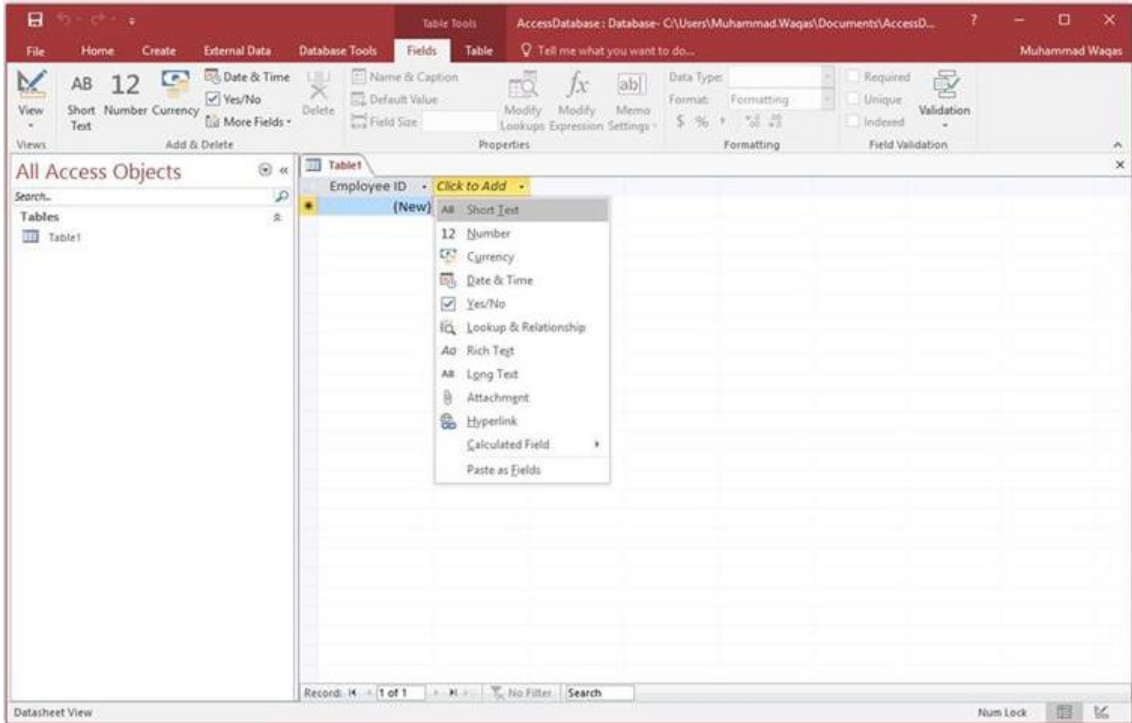 Table Tools AccessDatabase : Database- C:\Users\Muhammad.Waqas\Documents\AccessD... ?
File Home Create External Data Database Tools Fields Table Tell me what you want to do... Muhammad Waqas
View
Views
AB Short Text
12 Number
Currency
Date & Time
Yes/No
More Fields
Add & Delete
Delete
Name & Caption
Default Value
Field Size
Modify Lookups
fx Modify Expression
ab| Memo Settings
Properties
Data Type:
Format: Formatting
$ % ,
Formatting
Required
Unique
Indexed
Validation
Field Validation
All Access Objects
Search...
Tables
Table1
Table1
Employee ID Click to Add
(New)
AB Short Text
12 Number
Currency
Date & Time
Yes/No
Lookup & Relationship
Aa Rich Text
AB Long Text
Attachment
Hyperlink
Calculated Field
Paste as Fields
Record: 1 of 1 No Filter Search
Datasheet View Num Lock